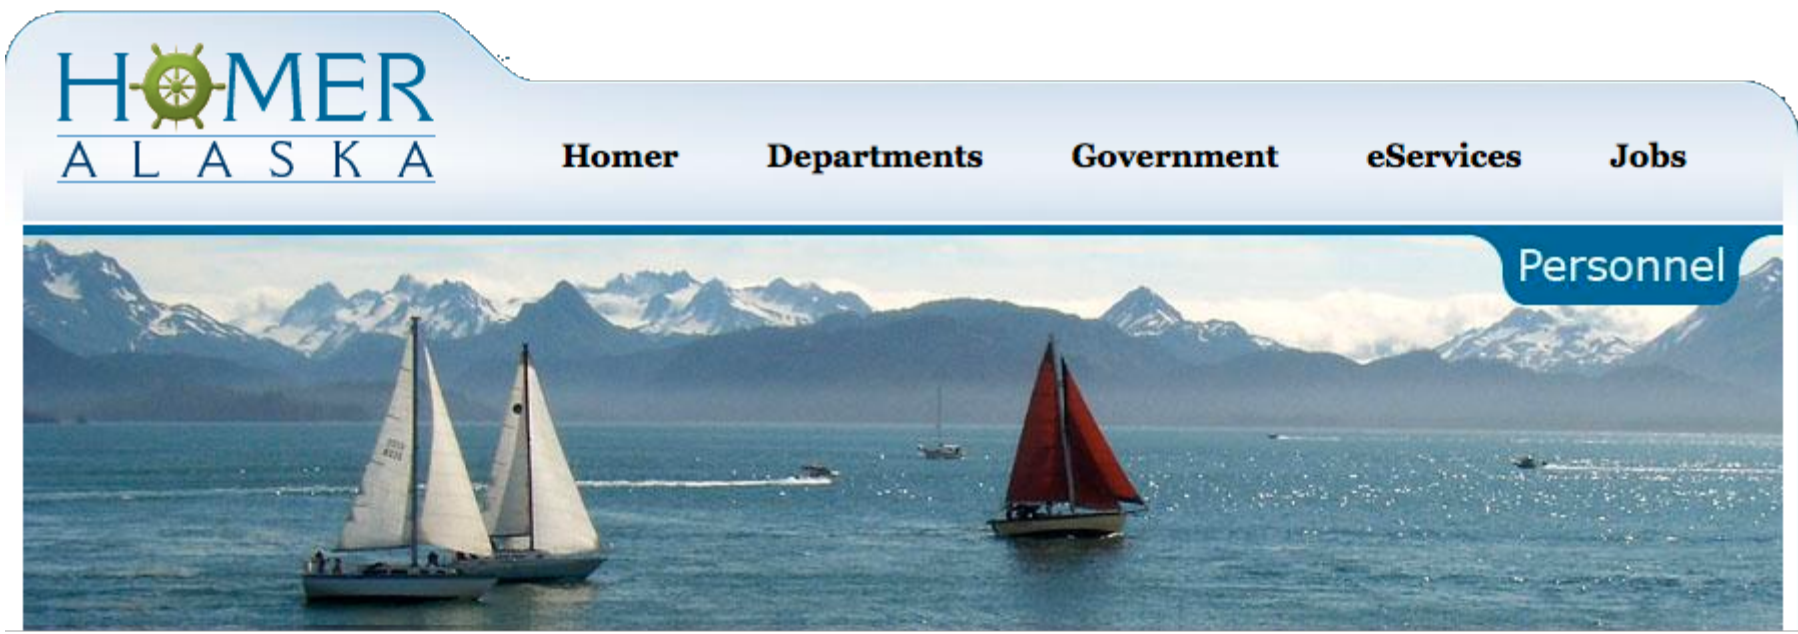 HOMER
ALASKA
Homer Departments Government eServices Jobs
Personnel